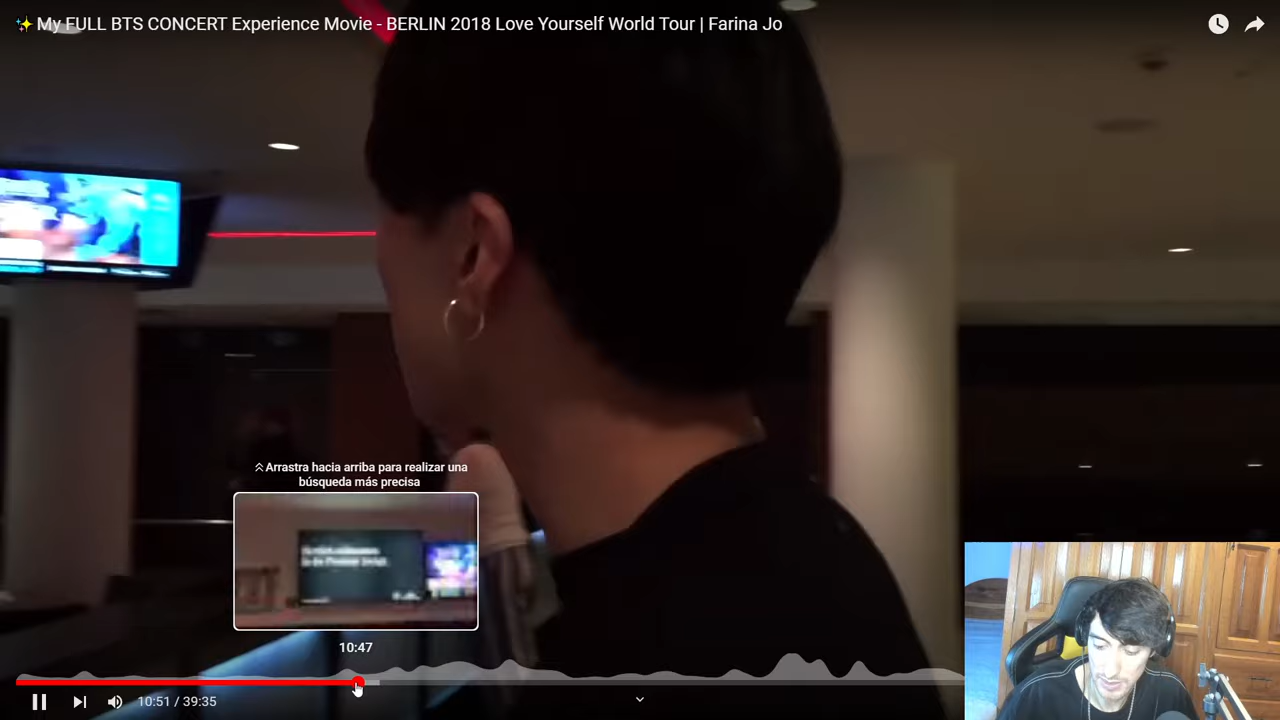 ✨My FULL BTS CONCERT Experience Movie - BERLIN 2018 Love Yourself World Tour | Farina Jo
Arrastra hacia arriba para realizar una
búsqueda más precisa
10:47
10:51 / 39:35